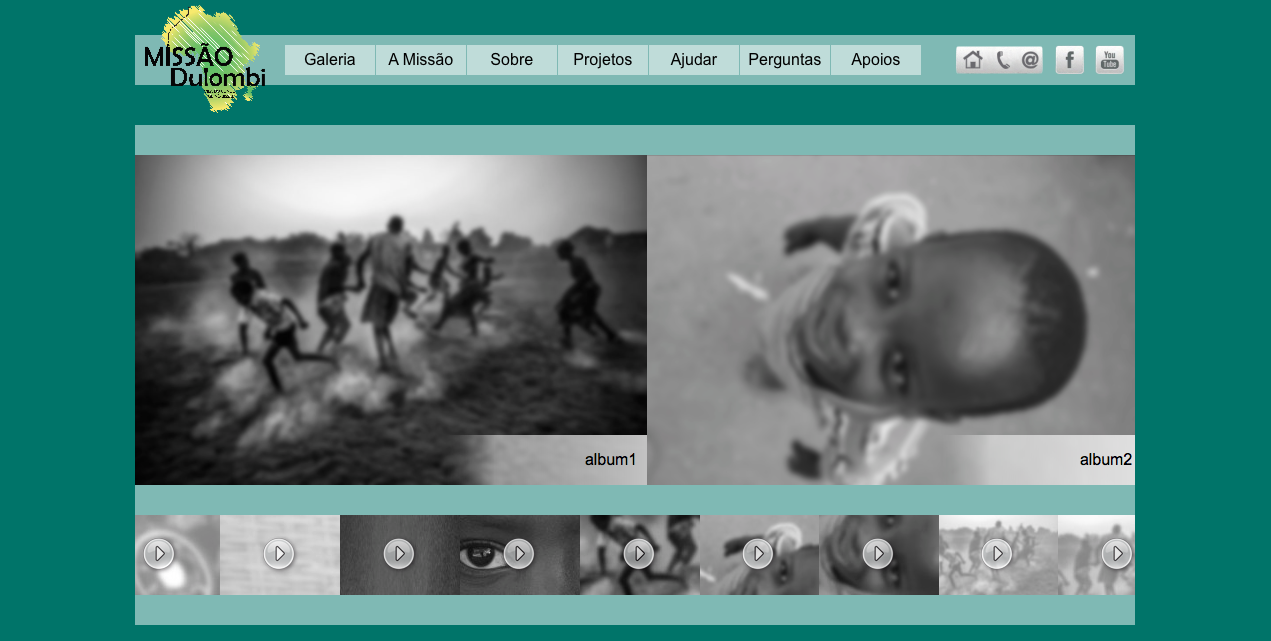 MISSÃO
Dulombi
Galeria
A Missão
Sobre
Projetos
Ajudar
Perguntas
Apoios
@
f
You
Tube
album1
album2